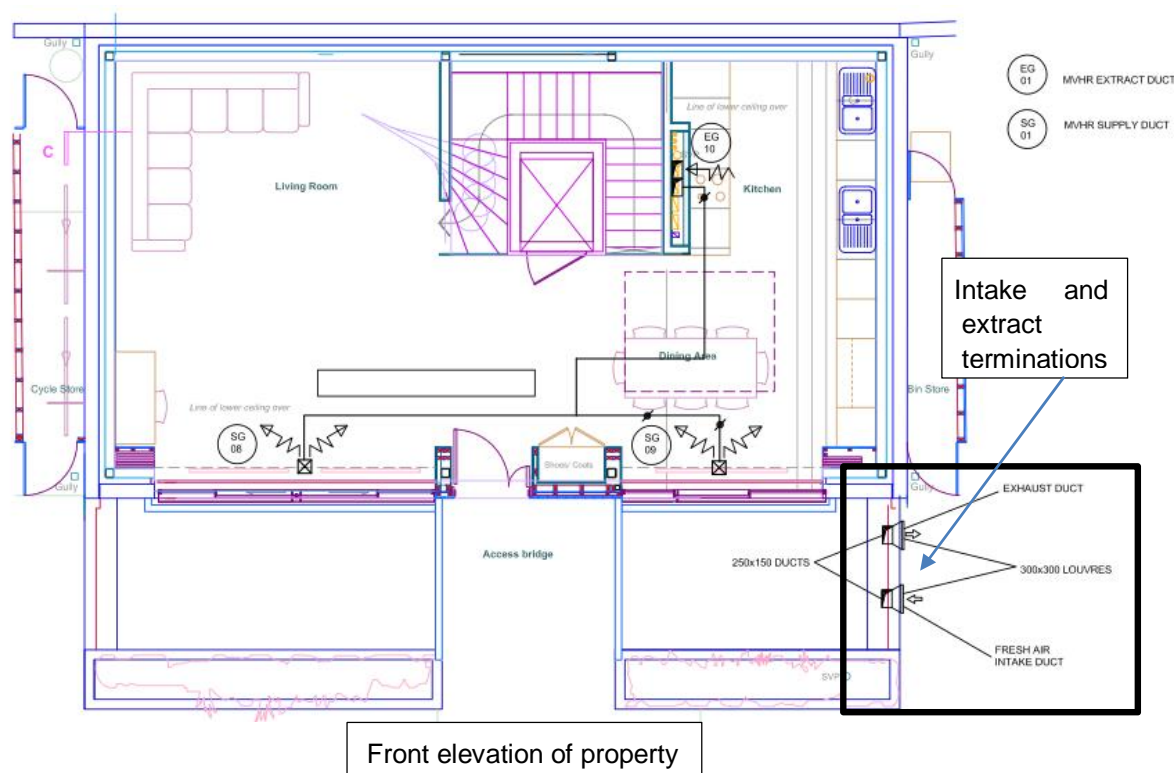 Gully
Gully
EG
01
MVHR EXTRACT DUCT
SG
01
MVHR SUPPLY DUCT
Line of lower ceiling over
EG
10
C
Living Room
Kitchen
Intake and
extract
terminations
Dining Area
Cycle Store
Bin Store
Line of lower ceiling over
SG
08
SG
09
Shoes/ Coats
Gully
Gully
EXHAUST DUCT
Access bridge
250x150 DUCTS
300x300 LOUVRES
FRESH AIR
INTAKE DUCT
SVP
Front elevation of property